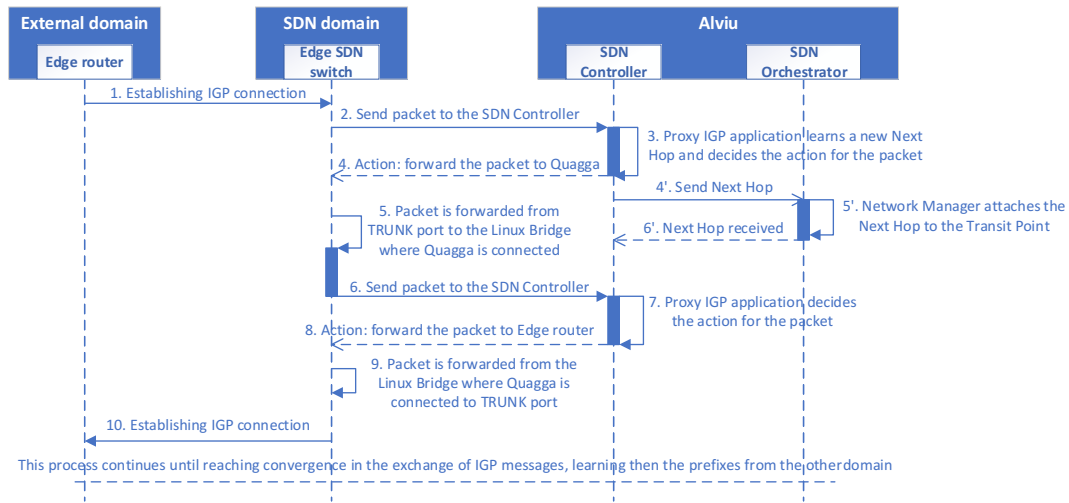 External domain
SDN domain
Alviu
Edge router
Edge SDN
switch
SDN
Controller
SDN
Orchestrator
1. Establishing IGP connection
2. Send packet to the SDN Controller
3. Proxy IGP application learns a new Next
Hop and decides the action for the packet
4. Action: forward the packet to Quagga
4'. Send Next Hop
5'. Network Manager attaches the
Next Hop to the Transit Point
5. Packet is forwarded from
TRUNK port to the Linux Bridge
where Quagga is connected
6'. Next Hop received
6. Send packet to the SDN Controller
7. Proxy IGP application decides
the action for the packet
8. Action: forward the packet to Edge router
9. Packet is forwarded from the
Linux Bridge where Quagga is
connected to TRUNK port
10. Establishing IGP connection
This process continues until reaching convergence in the exchange of IGP messages, learning then the prefixes from the other domain